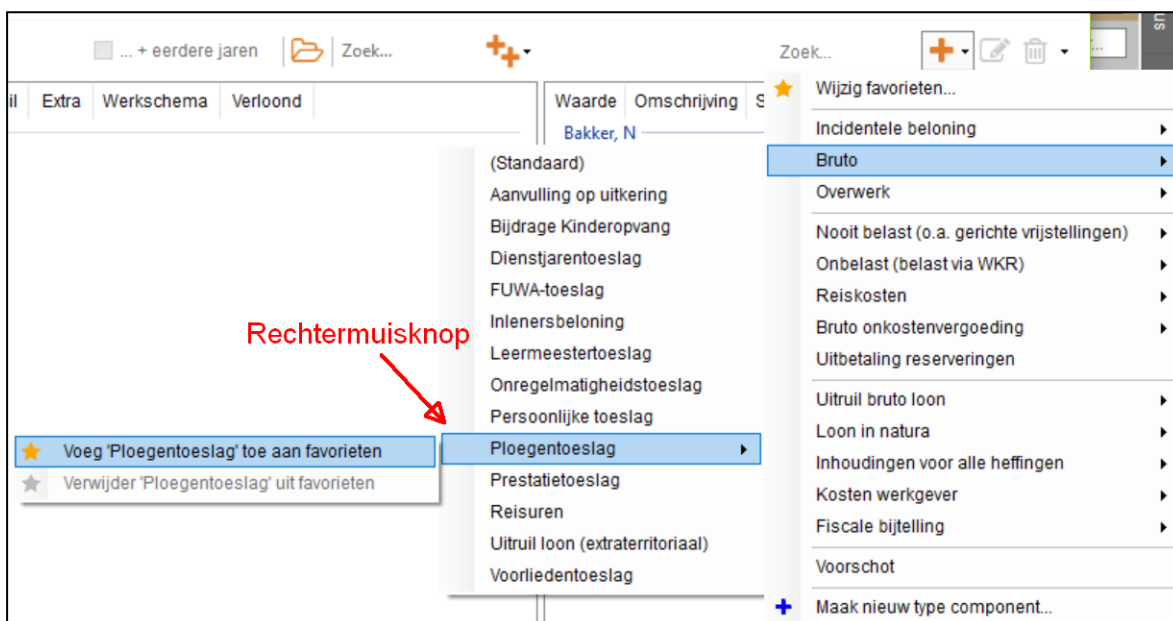 us
... + eerdere jaren
Zoek...
Zoek...
...
il Extra Werkschema Verloond
Waarde Omschrijving S
Bakker, N
Wijzig favorieten...
Incidentele beloning
Bruto
Overwerk
Nooit belast (o.a. gerichte vrijstellingen)
Onbelast (belast via WKR)
Reiskosten
Bruto onkostenvergoeding
Uitbetaling reserveringen
Uitruil bruto loon
Loon in natura
Inhoudingen voor alle heffingen
Kosten werkgever
Fiscale bijtelling
Voorschot
Maak nieuw type component...
(Standaard)
Aanvulling op uitkering
Bijdrage Kinderopvang
Dienstjarentoeslag
FUWA-toeslag
Inlenersbeloning
Leermeestertoeslag
Onregelmatigheidstoeslag
Persoonlijke toeslag
Ploegentoeslag
Prestatietoeslag
Reisuren
Uitruil loon (extraterritoriaal)
Voorliedentoeslag
Rechtermuisknop
Voeg 'Ploegentoeslag' toe aan favorieten
Verwijder 'Ploegentoeslag' uit favorieten